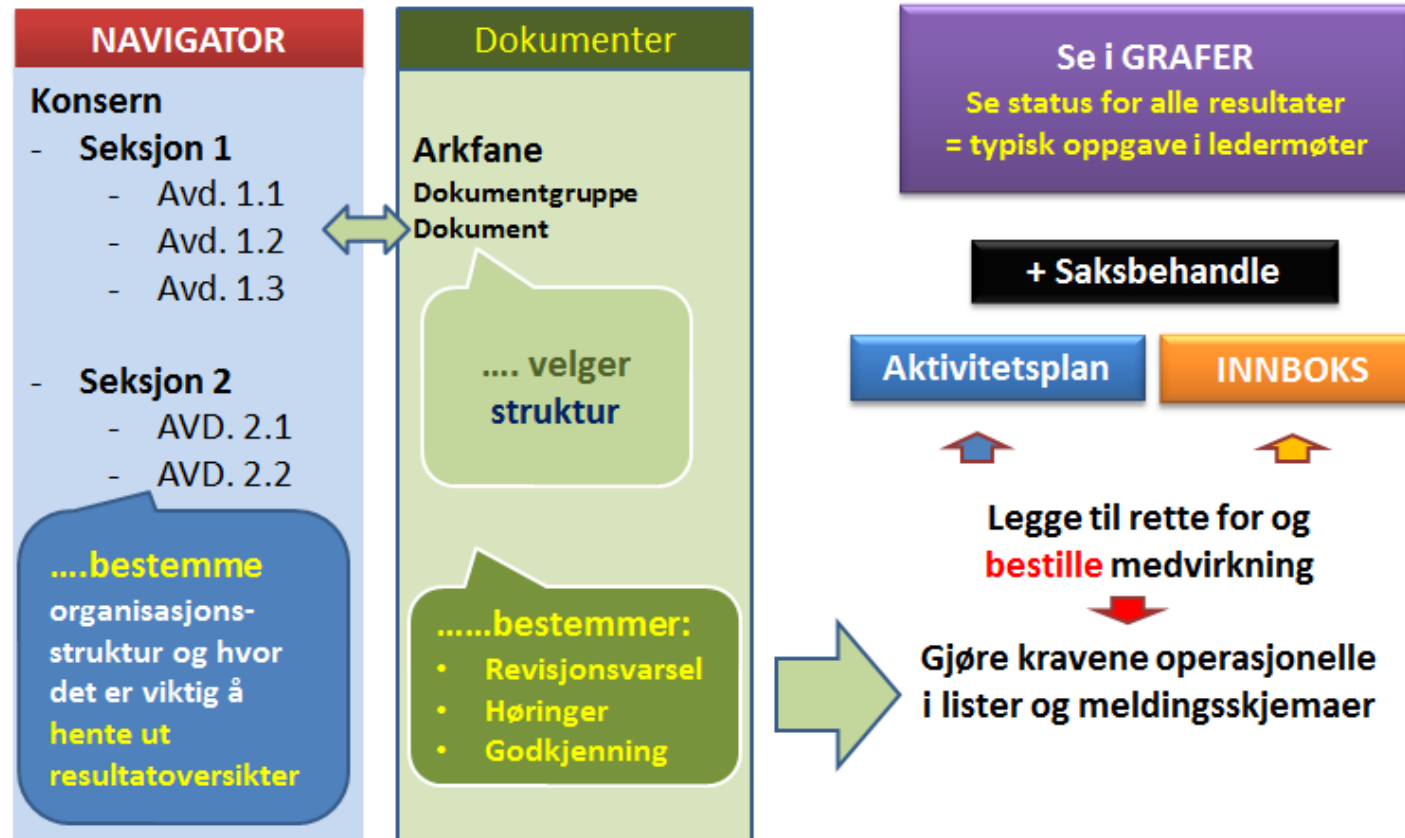 NAVIGATOR
Konsern
- Seksjon 1
- Avd. 1.1
- Avd. 1.2
- Avd. 1.3
- Seksjon 2
- AVD. 2.1
- AVD. 2.2
....bestemme
organisasjons-
struktur og hvor
det er viktig å
hente ut
resultatoversikter
Dokumenter
Arkfane
Dokumentgruppe
Dokument
.... velger
struktur
......bestemmer:
• Revisjonsvarsel
• Høringer
• Godkjenning
Se i GRAFER
Se status for alle resultater
= typisk oppgave i ledermøter
+ Saksbehandle
Aktivitetsplan
INNBOKS
Legge til rette for og
bestille medvirkning
Gjøre kravene operasjonelle
i lister og meldingsskjemaer